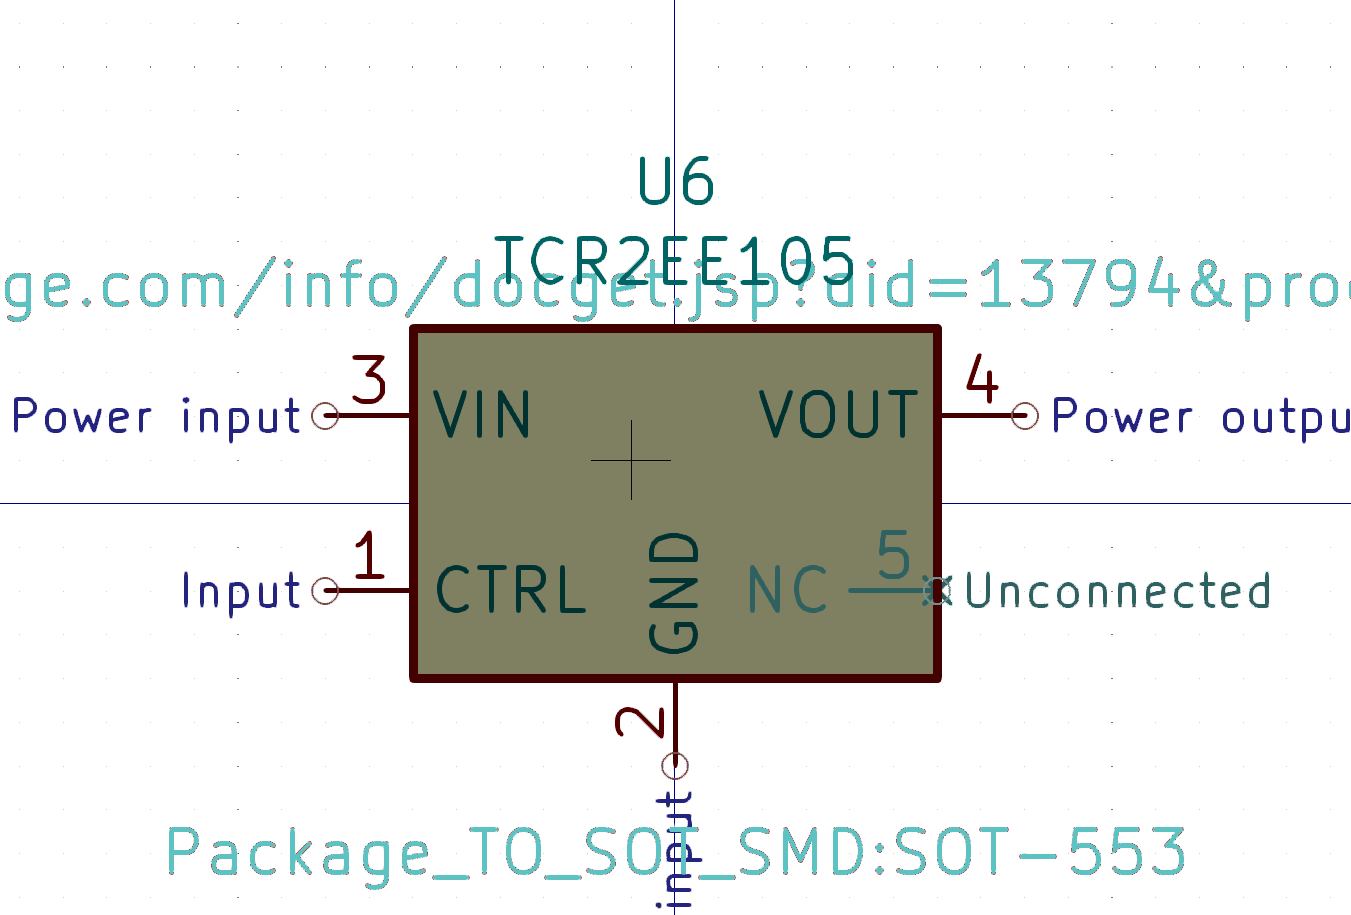 U6
TCR2EE105
ge.com/info/docget.jsp?did=13794&pro
3
4
Power input
VIN
VOUT
Power outpu
1
5
Input
CTRL
GND
NC
Unconnected
2
input
Package_TO_SOT_SMD:SOT-553